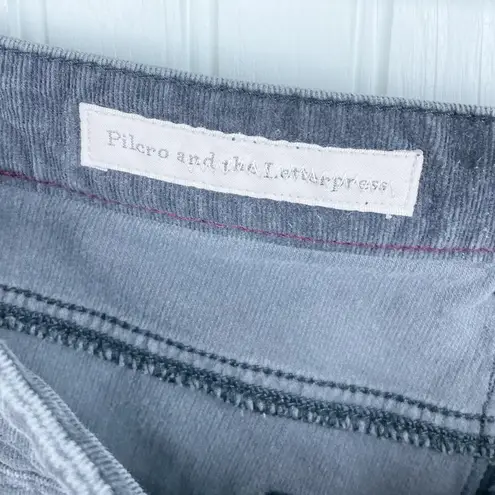 Pilcro and the Letterpress